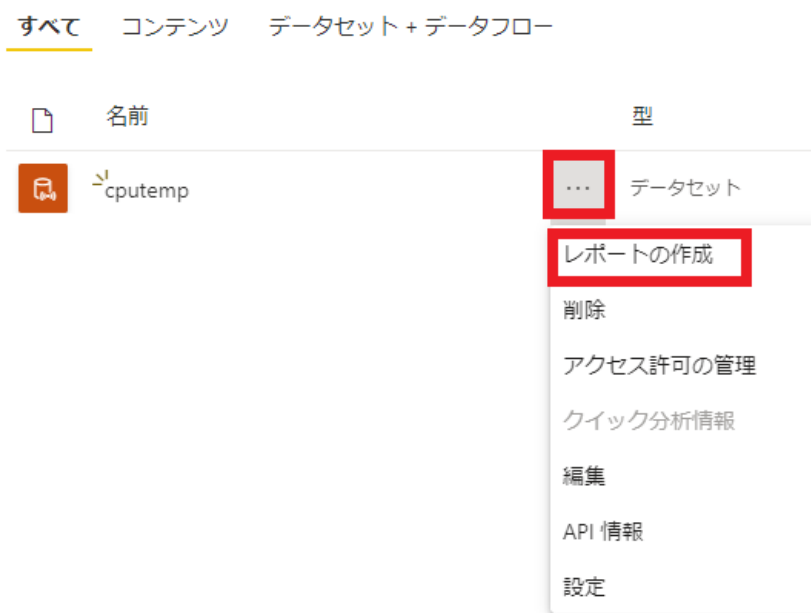 すべて コンテンツ データセット + データフロー
名前 型
cputemp ... データセット
レポートの作成
削除
アクセス許可の管理
クイック分析情報
編集
API 情報
設定